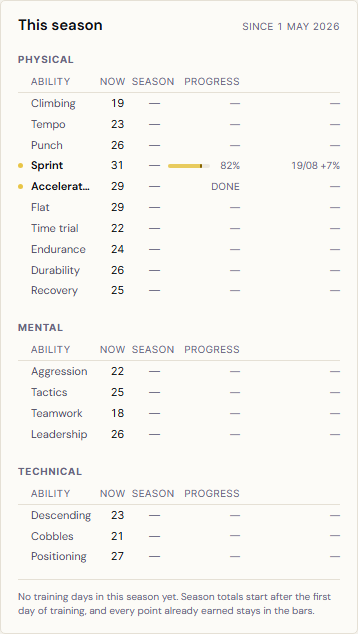 This season SINCE 1 MAY 2026
PHYSICAL
ABILITY NOW SEASON PROGRESS
Climbing 19 — — —
Tempo 23 — — —
Punch 26 — — —
Sprint 31 — 82% 19/08 +7%
Accelerat... 29 — DONE —
Flat 29 — — —
Time trial 22 — — —
Endurance 24 — — —
Durability 26 — — —
Recovery 25 — — —
MENTAL
ABILITY NOW SEASON PROGRESS
Aggression 22 — — —
Tactics 25 — — —
Teamwork 18 — — —
Leadership 26 — — —
TECHNICAL
ABILITY NOW SEASON PROGRESS
Descending 23 — — —
Cobbles 21 — — —
Positioning 27 — — —
No training days in this season yet. Season totals start after the first
day of training, and every point already earned stays in the bars.